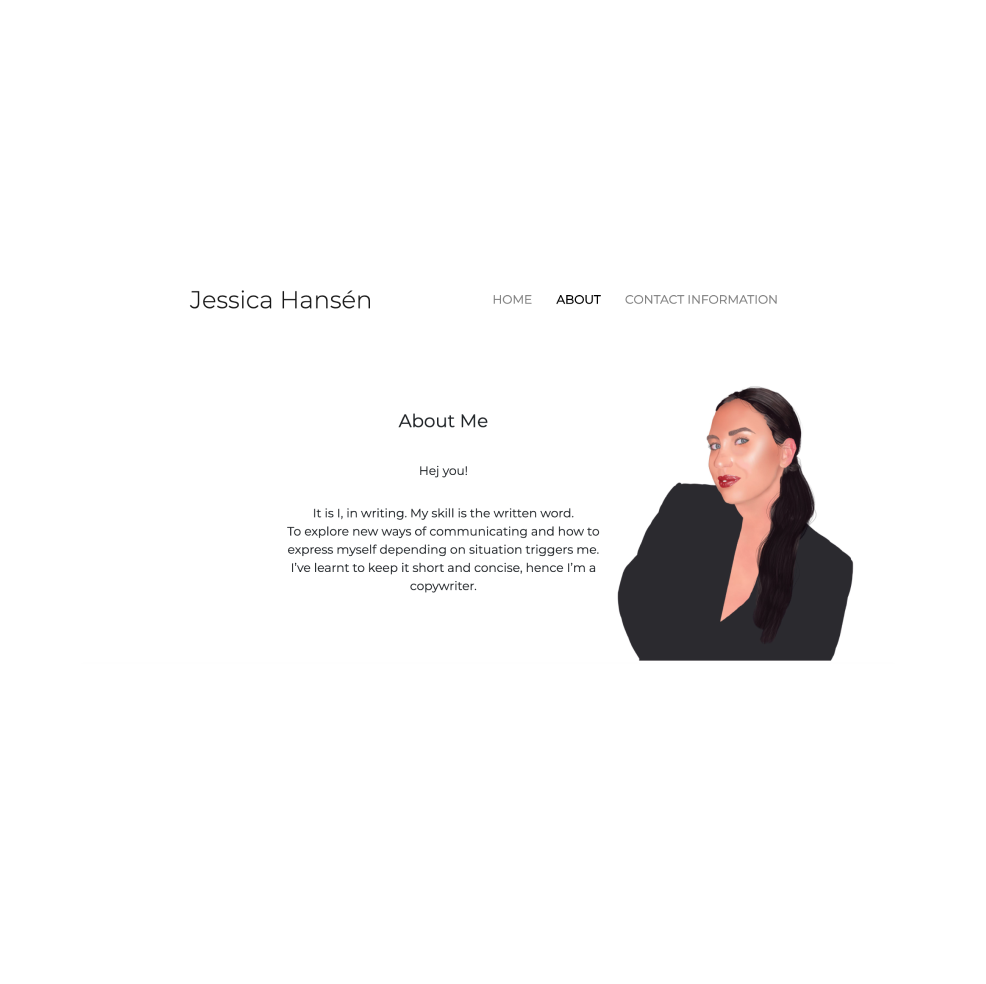 Jessica Hansén
HOME ABOUT CONTACT INFORMATION
About Me
Hej you!
It is I, in writing. My skill is the written word.
To explore new ways of communicating and how to
express myself depending on situation triggers me.
I've learnt to keep it short and concise, hence I'm a
copywriter.